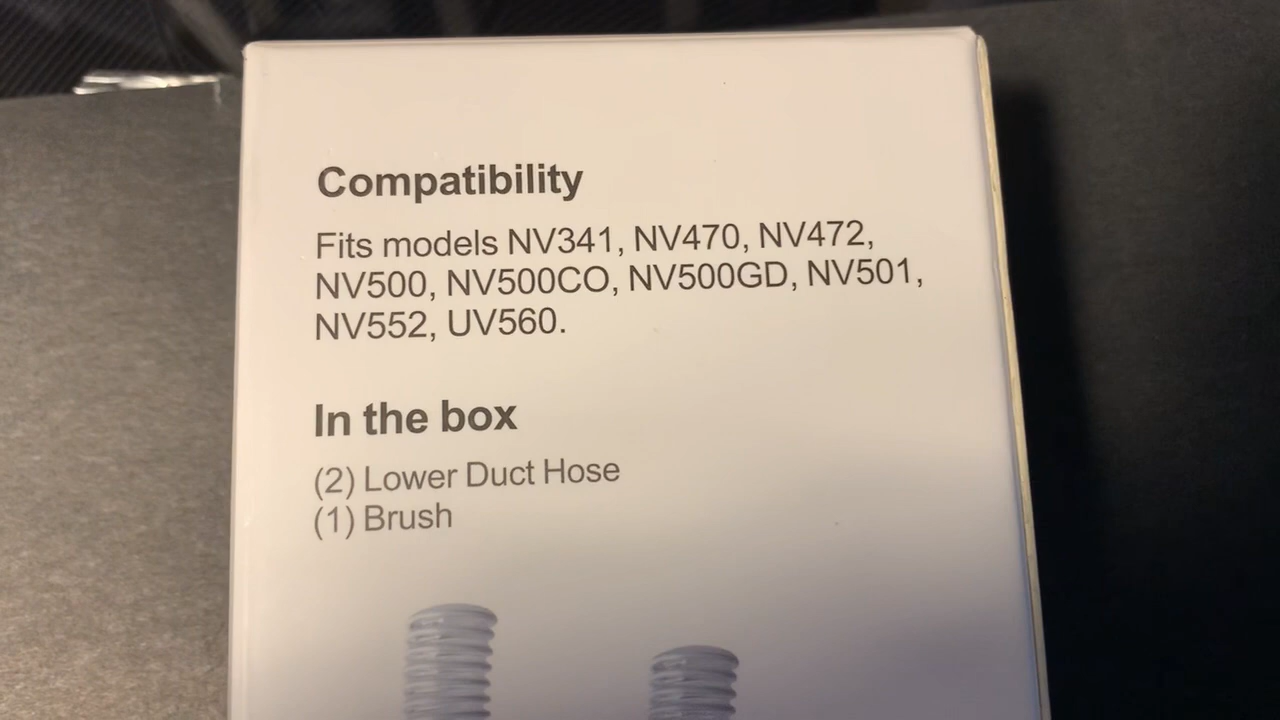 Compatibility
Fits models NV341, NV470, NV472,
NV500, NV500CO, NV500GD, NV501,
NV552, UV560.
In the box
(2) Lower Duct Hose
(1) Brush